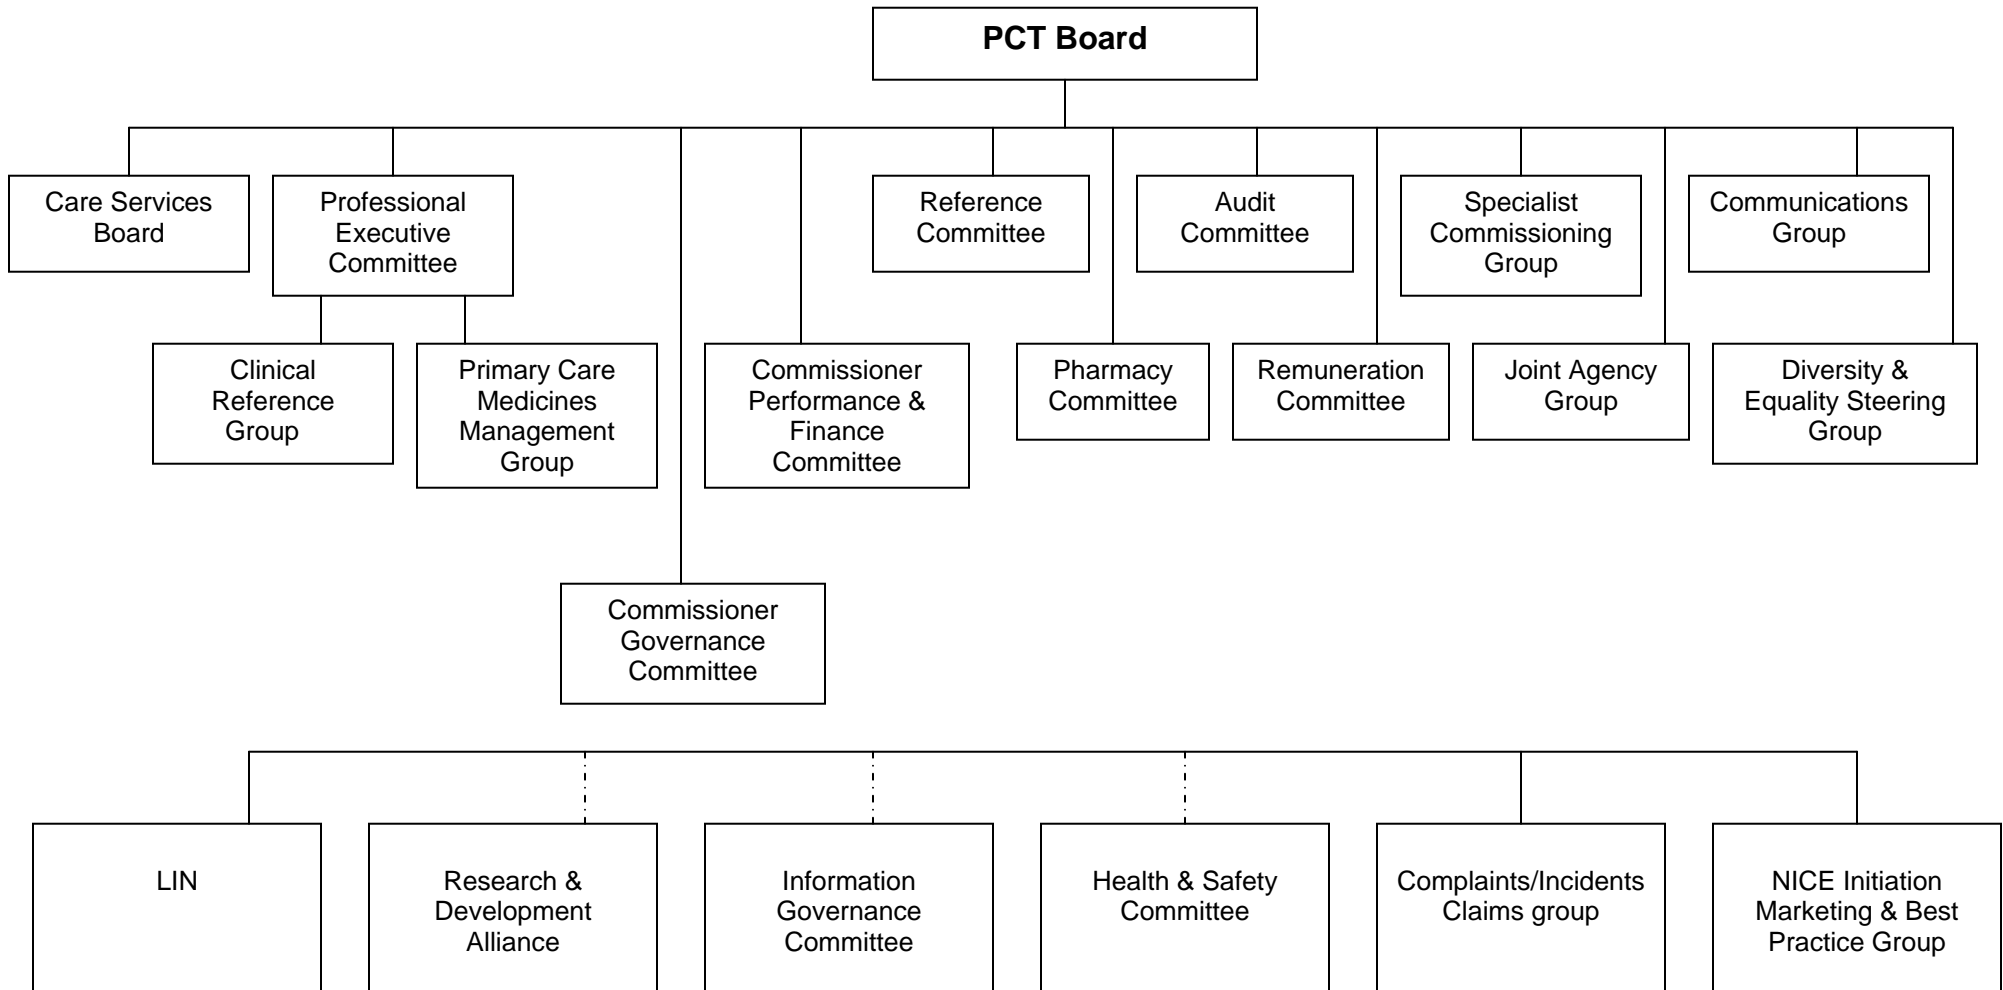 PCT Board
Care Services
Board
Professional
Executive
Committee
Reference
Committee
Audit
Committee
Specialist
Commissioning
Group
Communications
Group
Clinical
Reference
Group
Primary Care
Medicines
Management
Group
Commissioner
Performance &
Finance
Committee
Pharmacy
Committee
Remuneration
Committee
Joint Agency
Group
Diversity &
Equality Steering
Group
Commissioner
Governance
Committee
LIN
Research &
Development
Alliance
Information
Governance
Committee
Health & Safety
Committee
Complaints/Incidents
Claims group
NICE Initiation
Marketing & Best
Practice Group